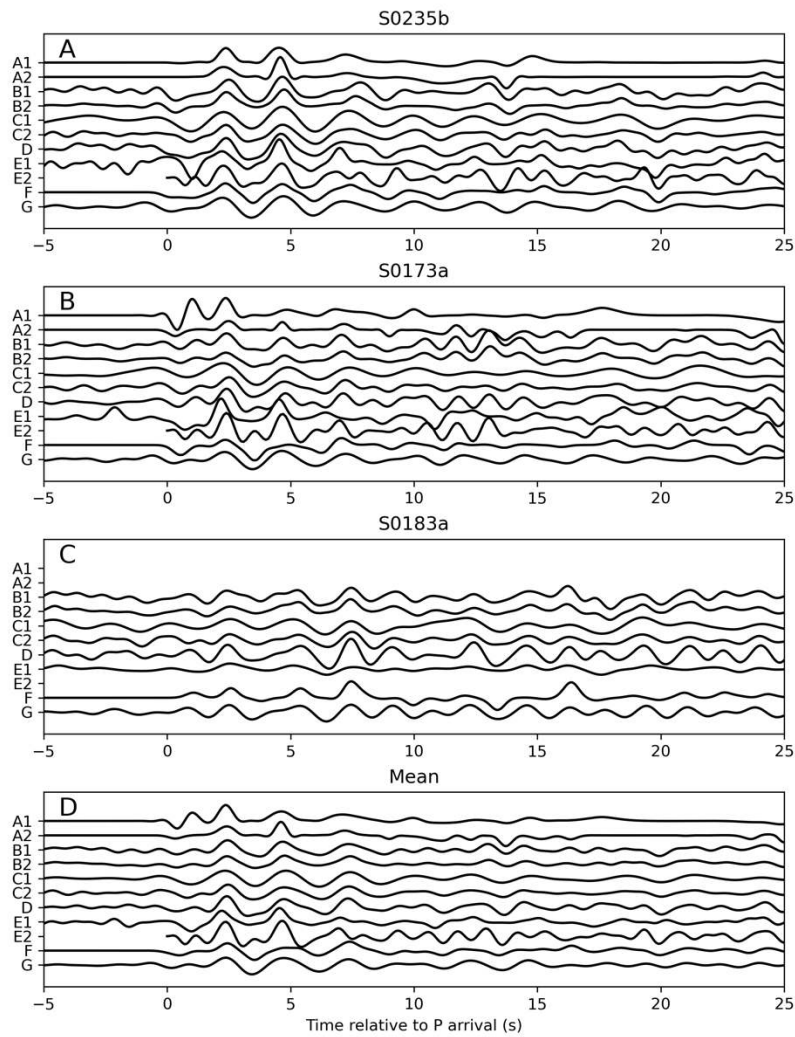 S0235b
A
A1
A2
B1
B2
C1
C2
D
E1
E2
F
G
−5 0 5 10 15 20 25
S0173a
B
A1
A2
B1
B2
C1
C2
D
E1
E2
F
G
−5 0 5 10 15 20 25
S0183a
C
A1
A2
B1
B2
C1
C2
D
E1
E2
F
G
−5 0 5 10 15 20 25
Mean
D
A1
A2
B1
B2
C1
C2
D
E1
E2
F
G
−5 0 5 10 15 20 25
Time relative to P arrival (s)